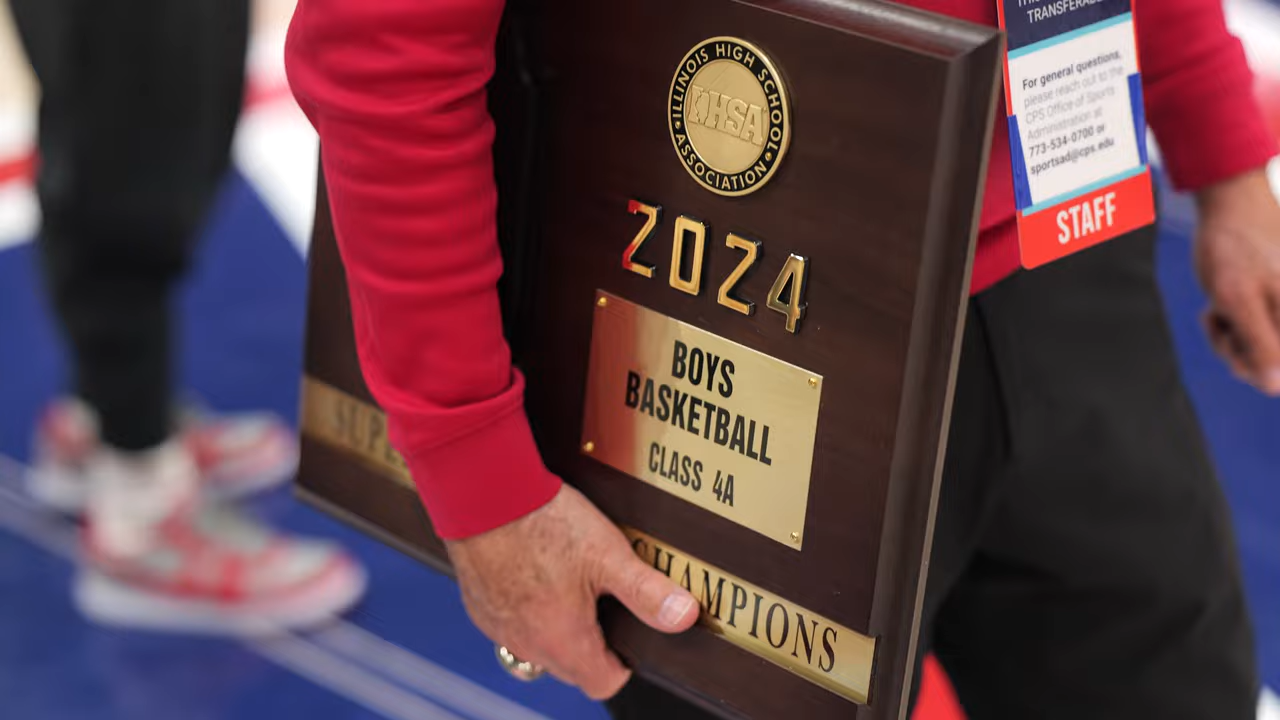 ILLINOIS HIGH SCHOOL
IHSA
ASSOCIATION
2024
BOYS
BASKETBALL
CLASS 4A
CHAMPIONS
TRANSFERABLE
For general questions,
please reach out to the
CPS Office of Sports
Administration at
773-534-0700 or
sportsad@cps.edu
STAFF